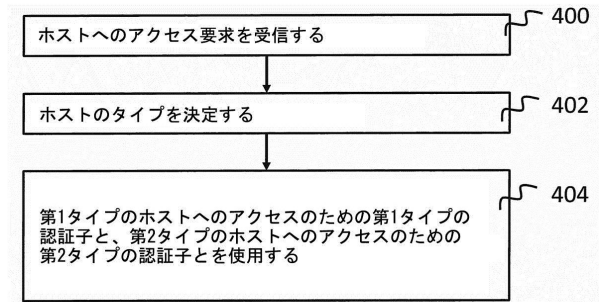 ホストへのアクセス要求を受信する
400
ホストのタイプを決定する
402
404
第1タイプのホストへのアクセスのための第1タイプの
認証子と、第2タイプのホストへのアクセスのための
第2タイプの認証子とを使用する